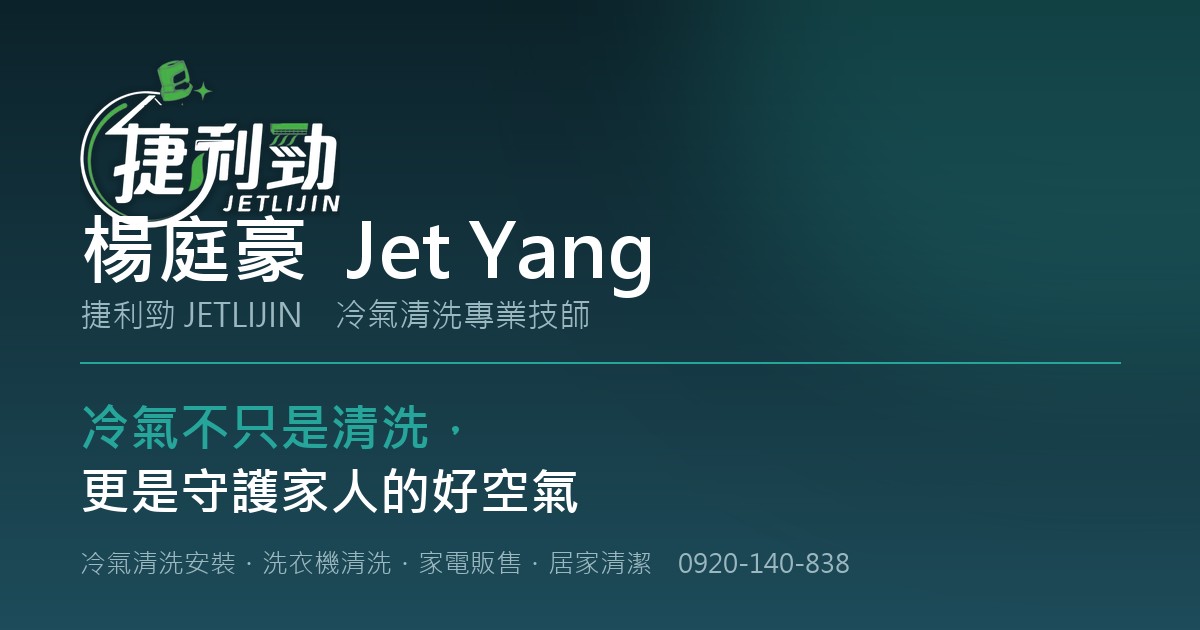 捷利勁
JETLIJIN
楊庭豪 Jet Yang
捷利勁 JETLIJIN 冷氣清洗專業技師
冷氣不只是清洗，
更是守護家人的好空氣
冷氣清洗安裝・洗衣機清洗・家電販售・居家清潔 0920-140-838